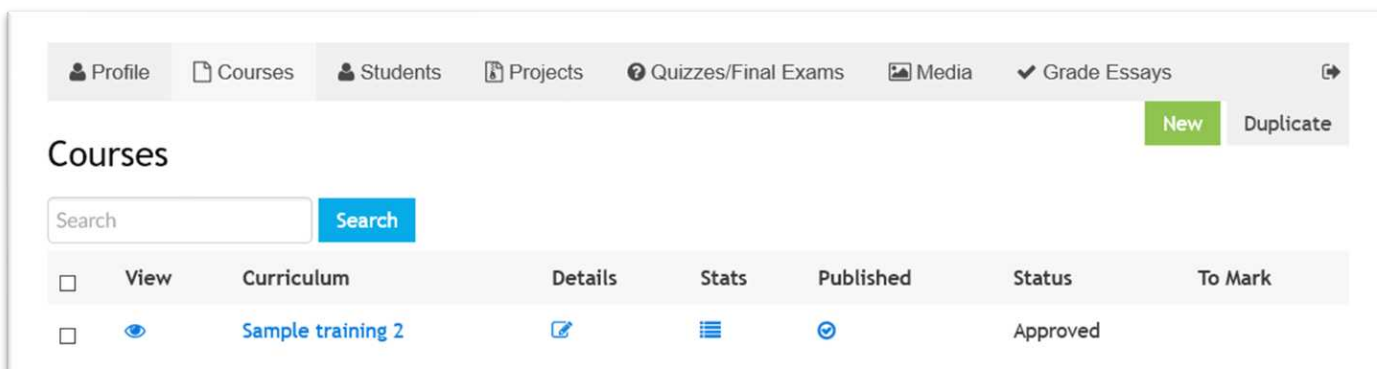 Profile Courses Students Projects Quizzes/Final Exams Media Grade Essays
New Duplicate
Courses
Search Search
View Curriculum Details Stats Published Status To Mark
Sample training 2 Approved